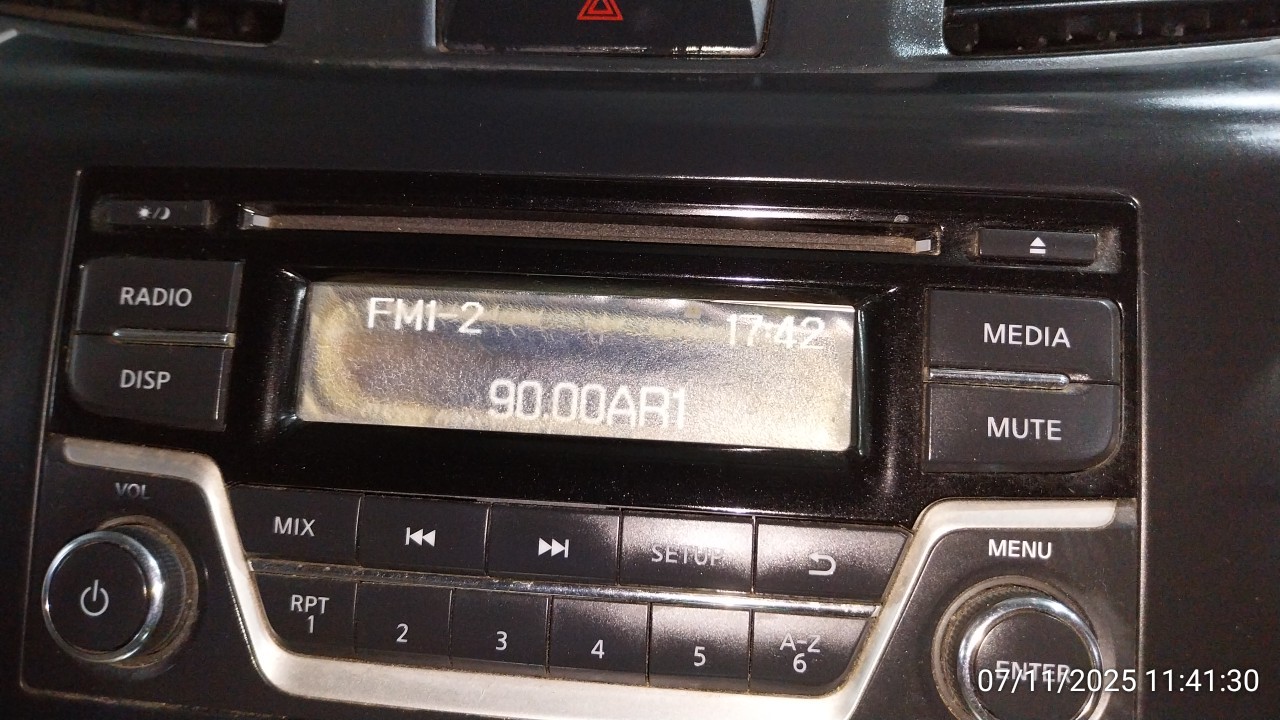 RADIO
DISP
FM1-2 17:42
90.00AR1
MEDIA
MUTE
VOL
MIX
SETUP
MENU
RPT
1
2
3
4
5
A-Z
6
ENTER
07/11/2025 11:41:30